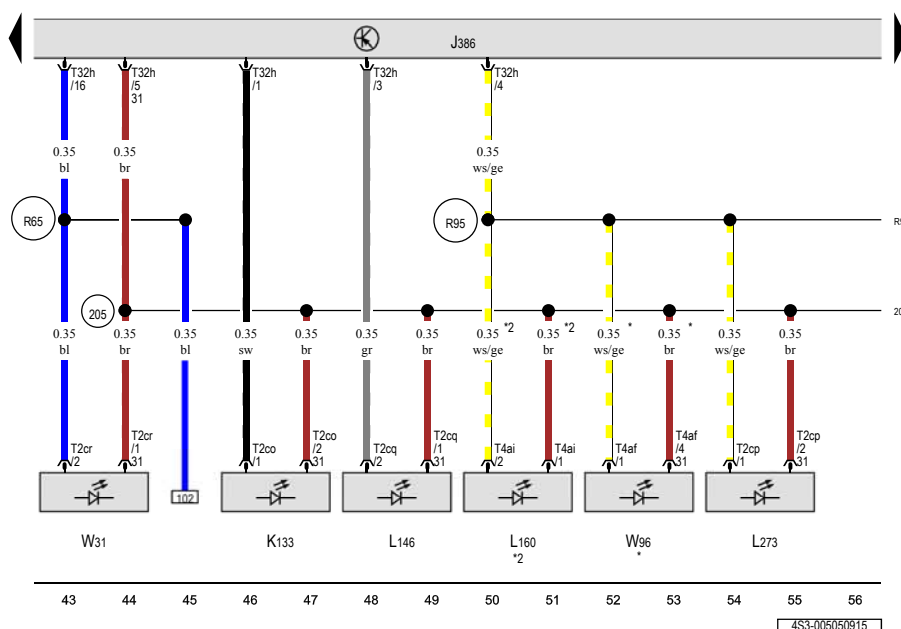 J386
T32h
/16
T32h
/5
31
T32h
/1
T32h
/3
T32h
/4
0.35
bl
0.35
br
0.35
ws/ge
R65
R95
205
20
0.35
bl
0.35
br
0.35
bl
0.35
sw
0.35
br
0.35
gr
0.35
br
0.35 *2
ws/ge
0.35 *2
br
0.35 *
ws/ge
0.35 *
br
0.35
ws/ge
0.35
br
T2cr
/2
T2cr
/1
31
T2co
/1
T2co
/2
31
T2cq
/2
T2cq
/1
31
T4ai
/2
T4ai
/1
T4af
/1
T4af
/4
31
T2cp
/1
T2cp
/2
31
102
W31
K133
L146
L160
*2
W96
*
L273
43 44 45 46 47 48 49 50 51 52 53 54 55 56
4S3-005050915